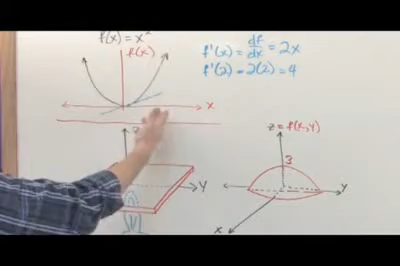 f(x) = x²
f(x)
x
f'(x) = df/dx = 2x
f'(2) = 2(2) = 4
z
y
z = f(x,y)
3
y
x